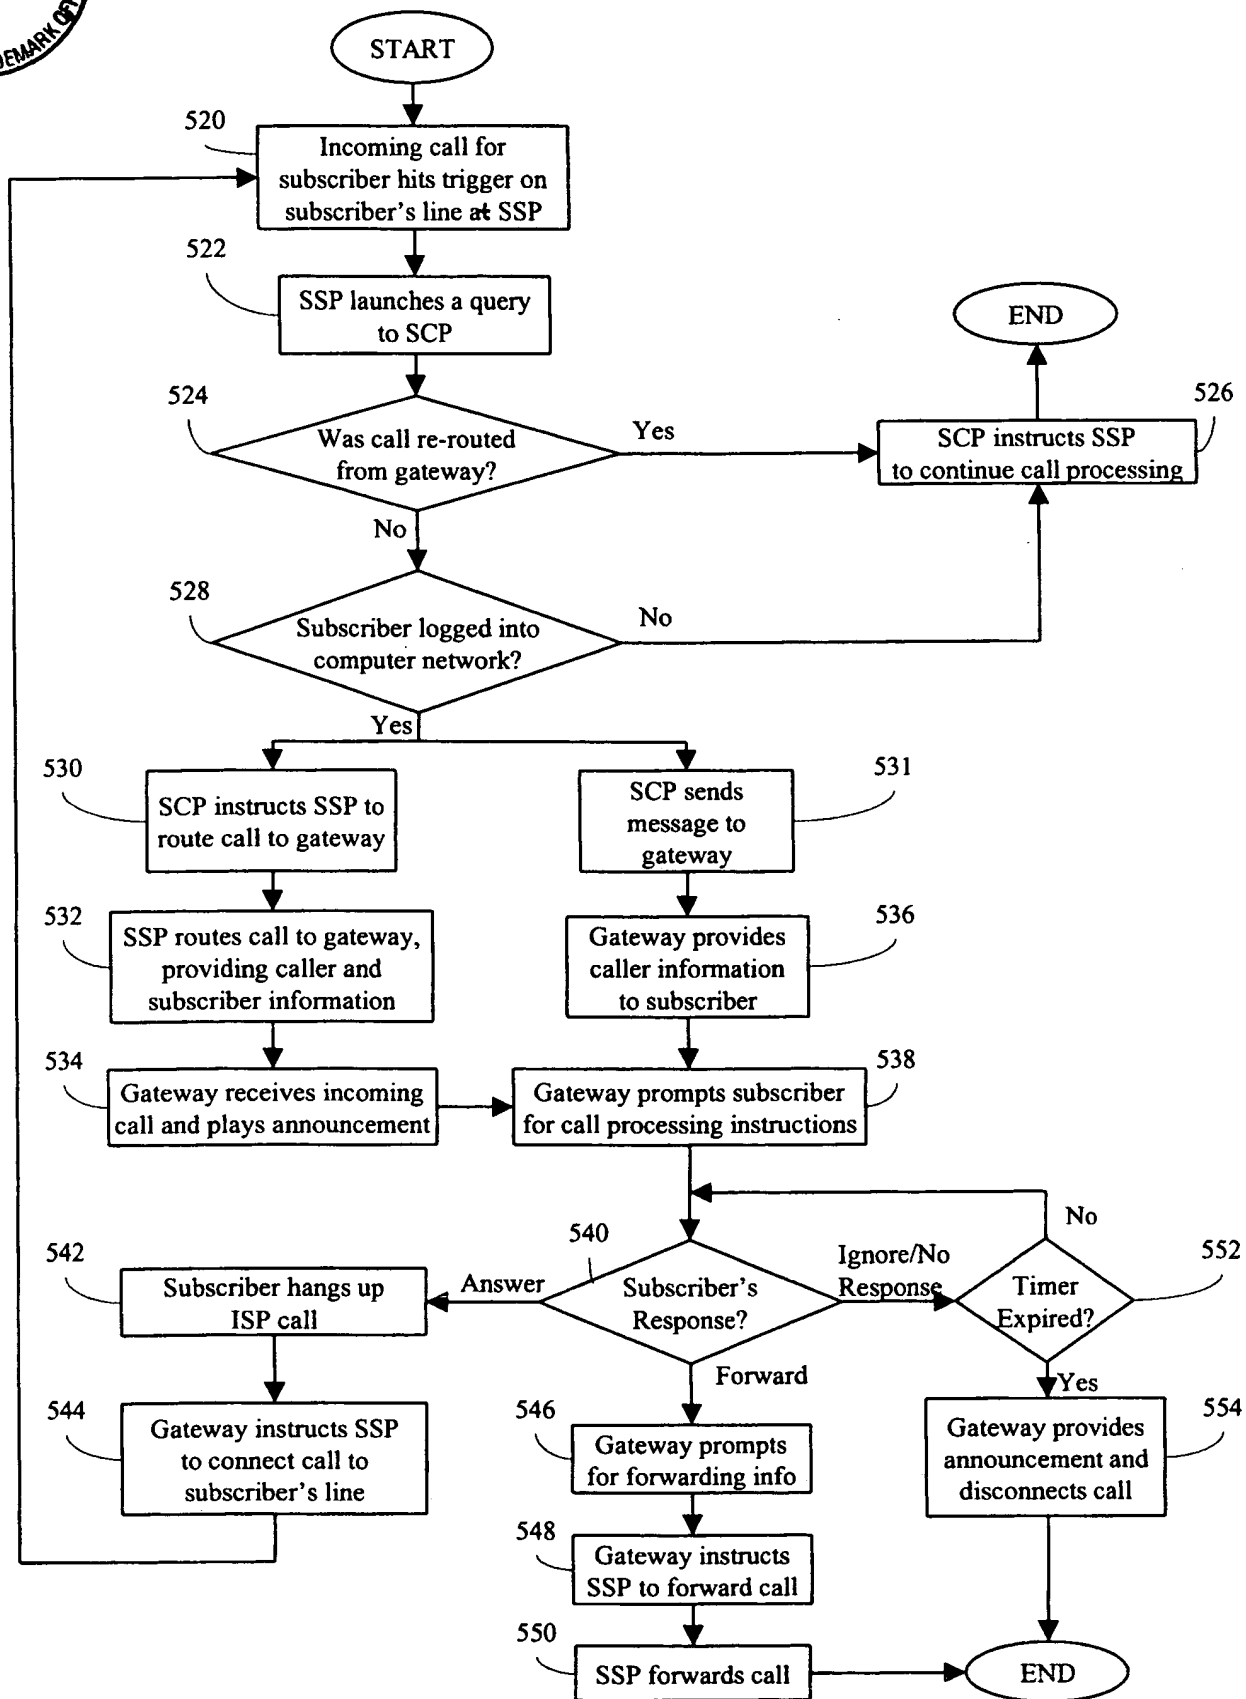 DEMARK OF
START
520
Incoming call for
subscriber hits trigger on
subscriber's line at SSP
522
SSP launches a query
to SCP
END
524
Was call re-routed
from gateway?
Yes
526
SCP instructs SSP
to continue call processing
No
528
Subscriber logged into
computer network?
No
Yes
530
SCP instructs SSP to
route call to gateway
531
SCP sends
message to
gateway
532
SSP routes call to gateway,
providing caller and
subscriber information
536
Gateway provides
caller information
to subscriber
534
Gateway receives incoming
call and plays announcement
538
Gateway prompts subscriber
for call processing instructions
540
Subscriber's
Response?
Ignore/No
Response
No
552
Timer
Expired?
Answer
542
Subscriber hangs up
ISP call
Forward
Yes
544
Gateway instructs SSP
to connect call to
subscriber's line
546
Gateway prompts
for forwarding info
554
Gateway provides
announcement and
disconnects call
548
Gateway instructs
SSP to forward call
550
SSP forwards call
END